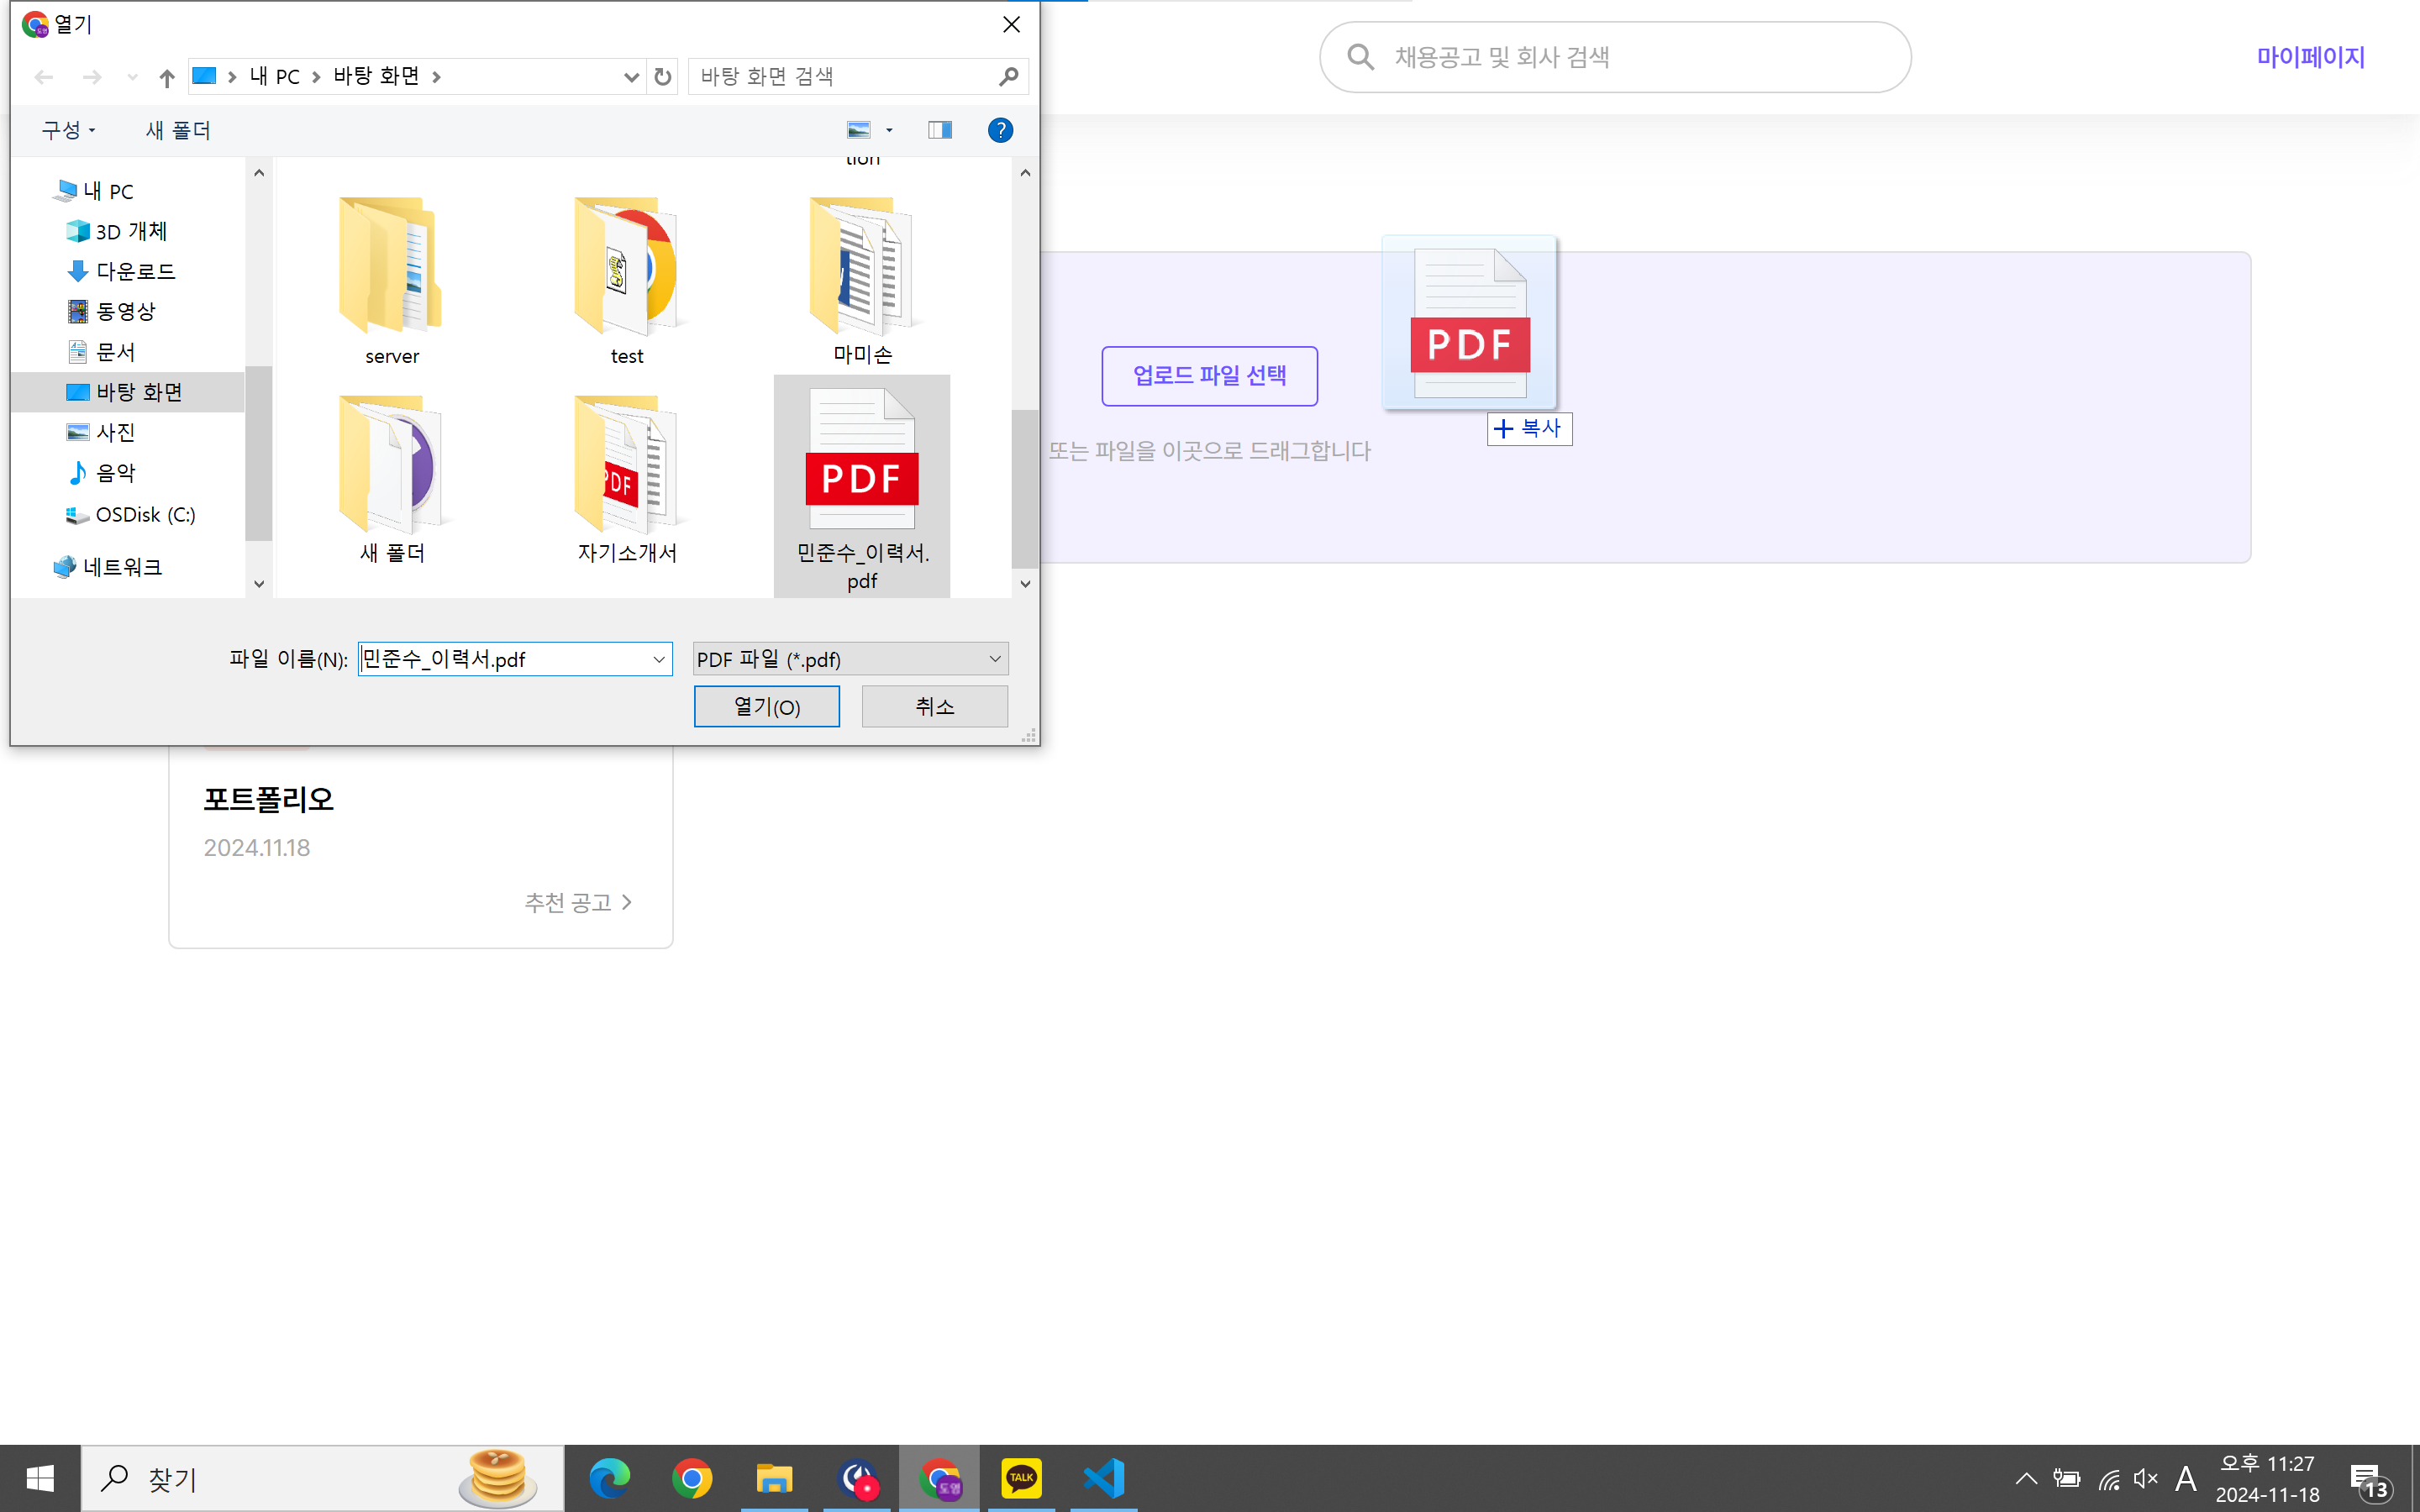 열기
내 PC
바탕 화면
바탕 화면 검색
구성
새 폴더
내 PC
3D 개체
다운로드
동영상
문서
바탕 화면
사진
음악
OSDisk (C:)
네트워크
tion
server
test
마미손
새 폴더
자기소개서
민준수_이력서.
pdf
PDF
PDF
파일 이름(N):
민준수_이력서.pdf
PDF 파일 (*.pdf)
열기(O)
취소
채용공고 및 회사 검색
마이페이지
업로드 파일 선택
또는 파일을 이곳으로 드래그합니다
PDF
복사
포트폴리오
2024.11.18
추천 공고
찾기
도영
TALK
A
오후 11:27
2024-11-18
13